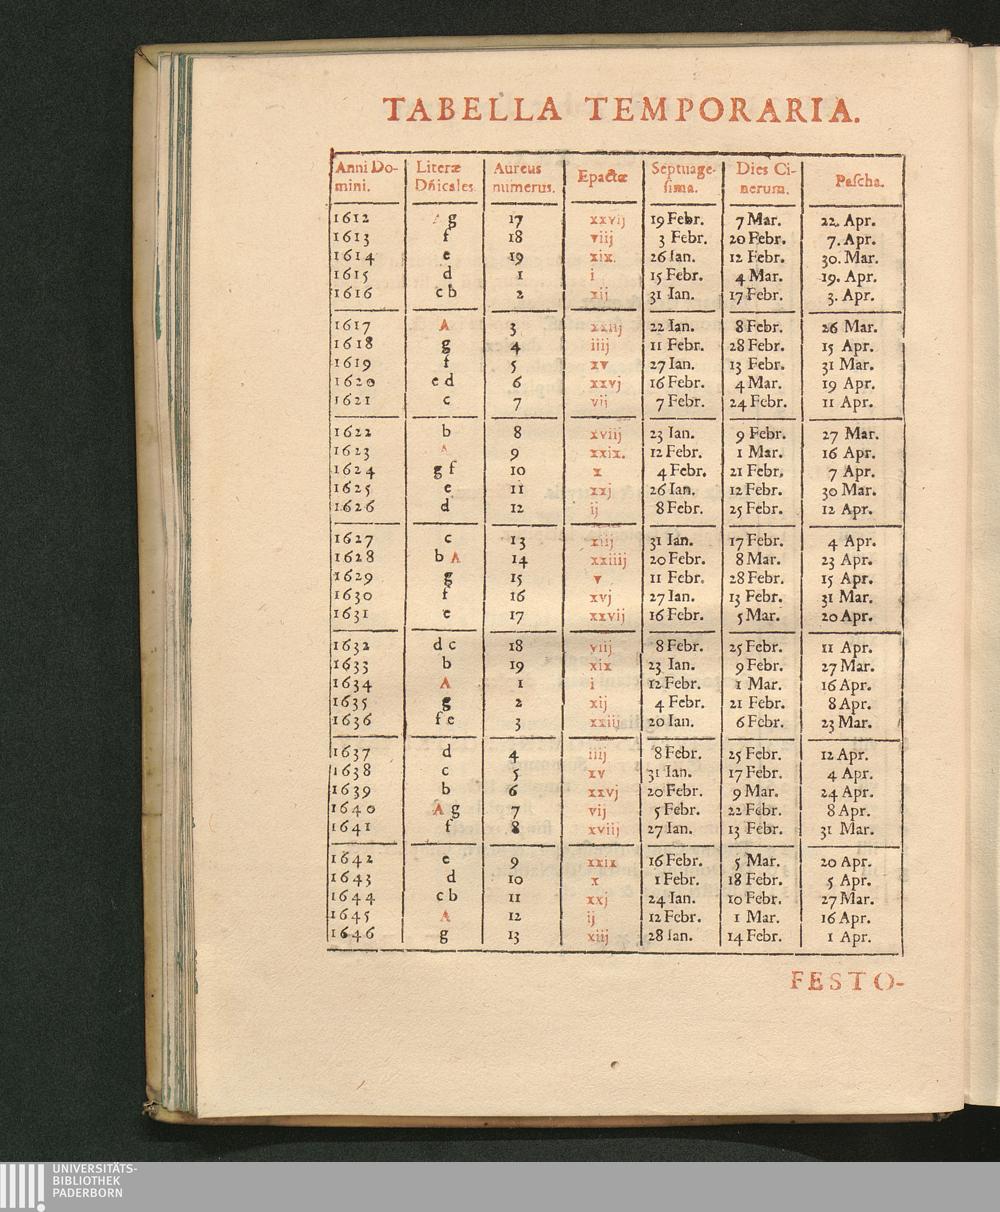 TABELLA TEMPORARIA.
Anni Do- Literæ Aureus Epactæ Septuage- Dies Ci- Pascha.
mini. Dñicales. numerus. sima. nerum.
1612 A g 17 xxvij 19 Febr. 7 Mar. 22. Apr.
1613 f 18 viij 3 Febr. 20 Febr. 7. Apr.
1614 e 19 xix. 26 Ian. 12 Febr. 30. Mar.
1615 d 1 i 15 Febr. 4 Mar. 19. Apr.
1616 c b 2 xij 31 Ian. 17 Febr. 3. Apr.
1617 A 3 xxiij 22 Ian. 8 Febr. 26 Mar.
1618 g 4 iiij 11 Febr. 28 Febr. 15 Apr.
1619 f 5 xv 27 Ian. 13 Febr. 31 Mar.
1620 e d 6 xxvj 16 Febr. 4 Mar. 19 Apr.
1621 c 7 vij 7 Febr. 24 Febr. 11 Apr.
1622 b 8 xviij 23 Ian. 9 Febr. 27 Mar.
1623 A 9 xxix. 12 Febr. 1 Mar. 16 Apr.
1624 g f 10 x 4 Febr. 21 Febr. 7 Apr.
1625 e 11 xxj 26 Ian. 12 Febr. 30 Mar.
1626 d 12 ij 8 Febr. 25 Febr. 12 Apr.
1627 c 13 xiij 31 Ian. 17 Febr. 4 Apr.
1628 b A 14 xxiiij 20 Febr. 8 Mar. 23 Apr.
1629 g 15 v 11 Febr. 28 Febr. 15 Apr.
1630 f 16 xvj 27 Ian. 13 Febr. 31 Mar.
1631 e 17 xxvij 16 Febr. 5 Mar. 20 Apr.
1632 d c 18 viij 8 Febr. 25 Febr. 11 Apr.
1633 b 19 xix 23 Ian. 9 Febr. 27 Mar.
1634 A 1 i 12 Febr. 1 Mar. 16 Apr.
1635 g 2 xij 4 Febr. 21 Febr. 8 Apr.
1636 f e 3 xxiij 20 Ian. 6 Febr. 23 Mar.
1637 d 4 iiij 8 Febr. 25 Febr. 12 Apr.
1638 c 5 xv 31 Ian. 17 Febr. 4 Apr.
1639 b 6 xxvj 20 Febr. 9 Mar. 24 Apr.
1640 A g 7 vij 5 Febr. 22 Febr. 8 Apr.
1641 f 8 xviij 27 Ian. 13 Febr. 31 Mar.
1642 e 9 xxix 16 Febr. 5 Mar. 20 Apr.
1643 d 10 x 1 Febr. 18 Febr. 5 Apr.
1644 c b 11 xxj 24 Ian. 10 Febr. 27 Mar.
1645 A 12 ij 12 Febr. 1 Mar. 16 Apr.
1646 g 13 xiij 28 Ian. 14 Febr. 1 Apr.
FESTO-
UNIVERSITÄTS-
BIBLIOTHEK
PADERBORN